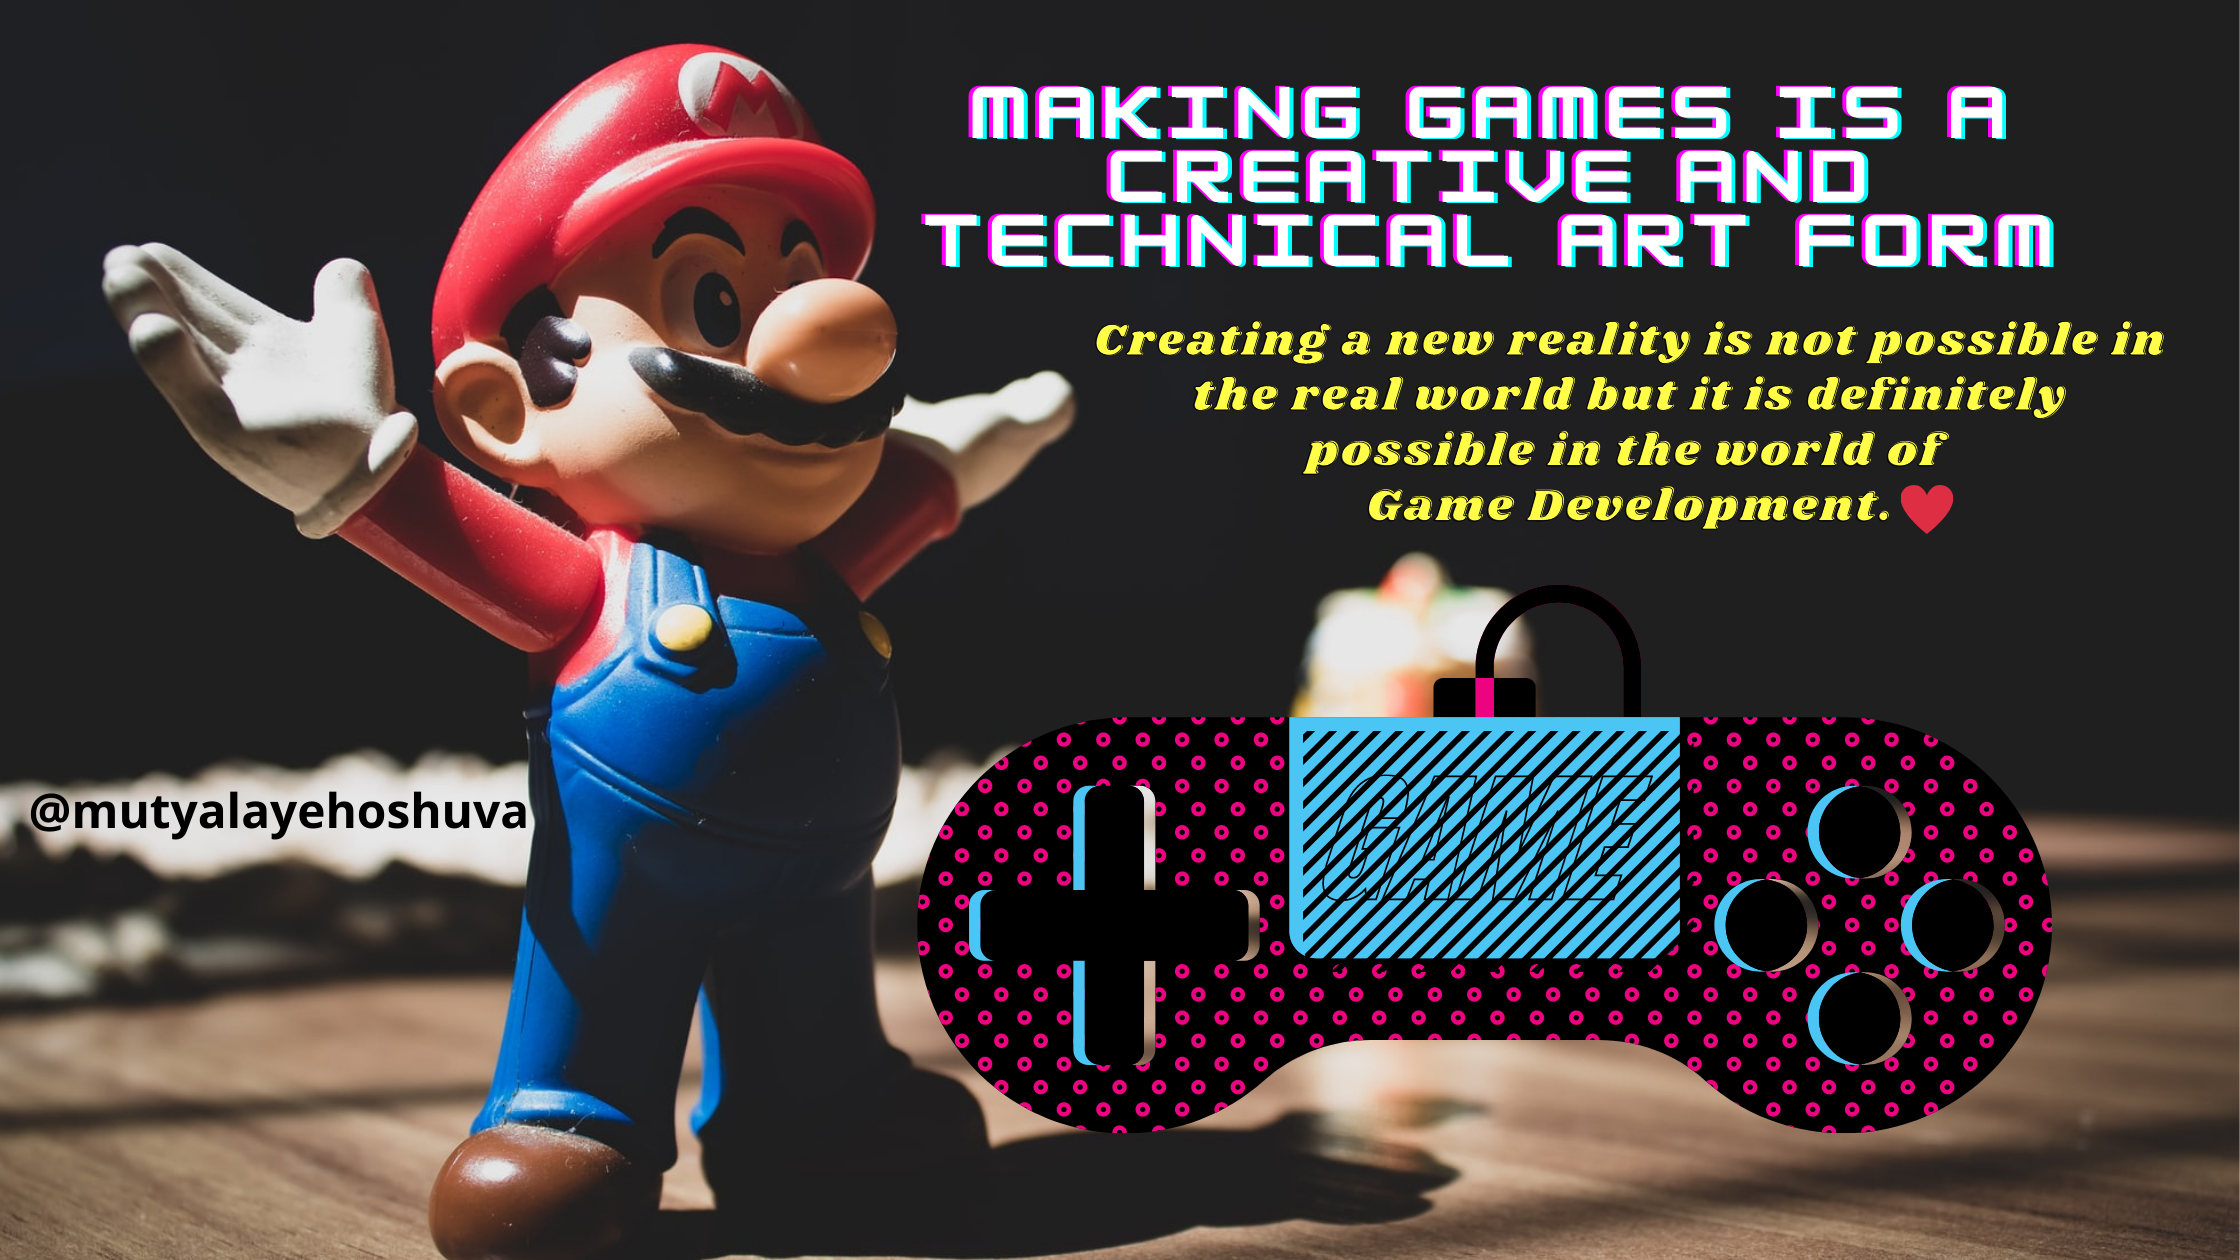 M
MAKING GAMES IS A
CREATIVE AND
TECHNICAL ART FORM
Creating a new reality is not possible in
the real world but it is definitely
possible in the world of
Game Development.❤️
GAME
@mutyalayehoshuva